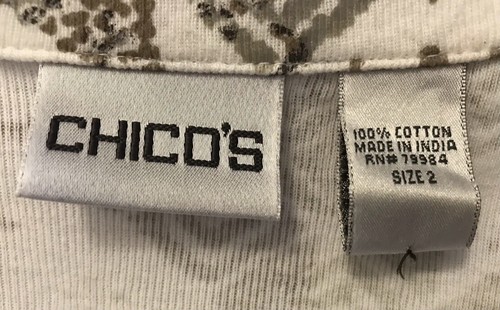 CHICO'S
100% COTTON
MADE IN INDIA
RN# 79984
SIZE 2